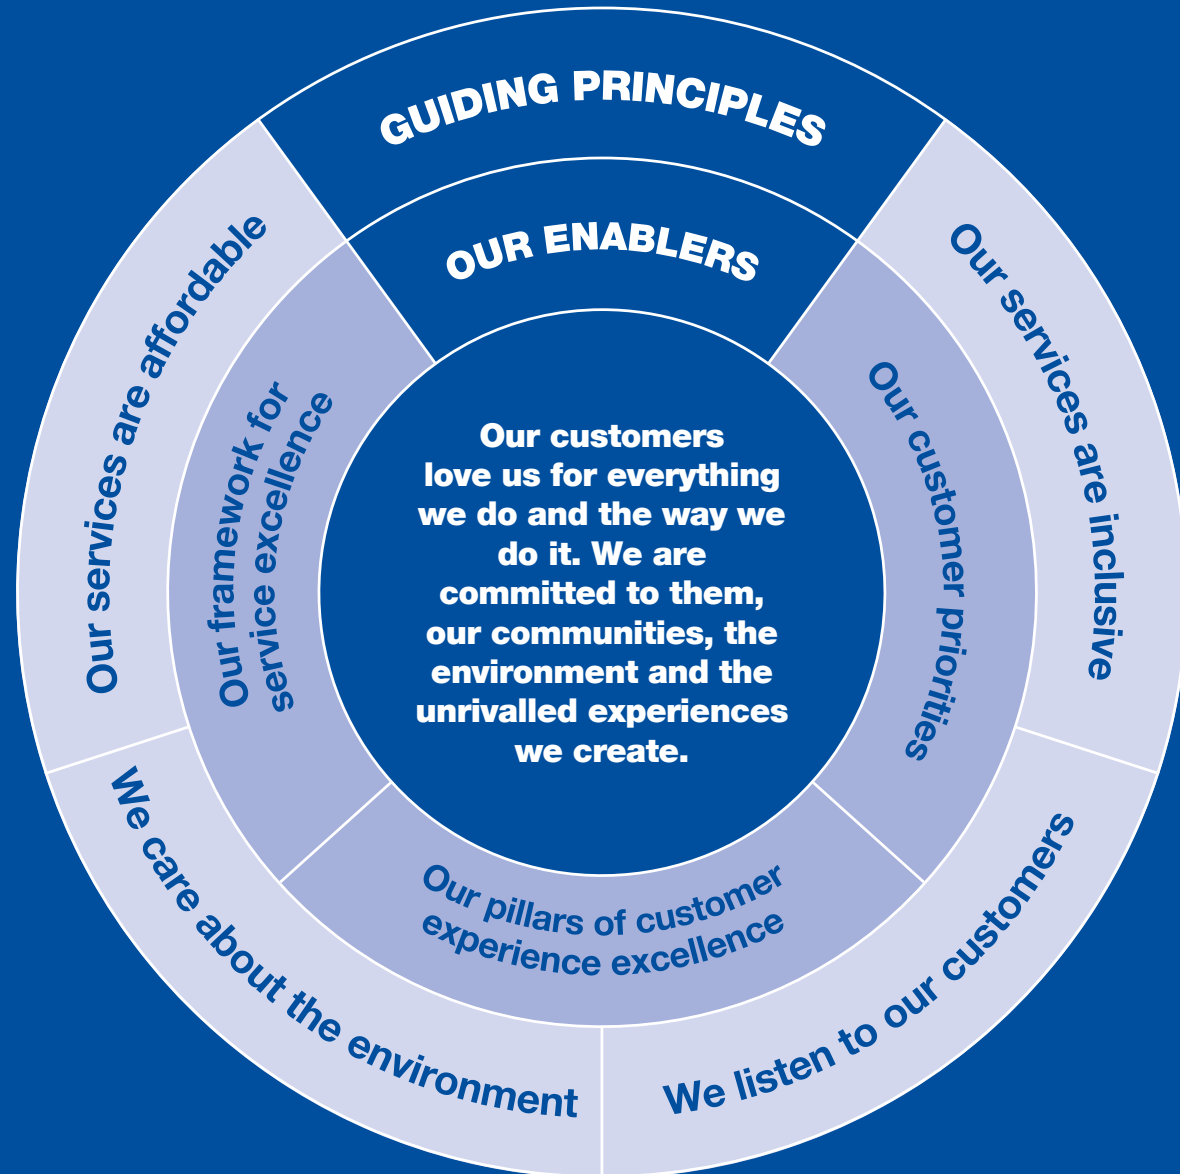 GUIDING PRINCIPLES
OUR ENABLERS
Our services are affordable
Our services are inclusive
We listen to our customers
We care about the environment
Our framework for
service excellence
Our customer priorities
Our pillars of customer
experience excellence
Our customers
love us for everything
we do and the way we
do it. We are
committed to them,
our communities, the
environment and the
unrivalled experiences
we create.